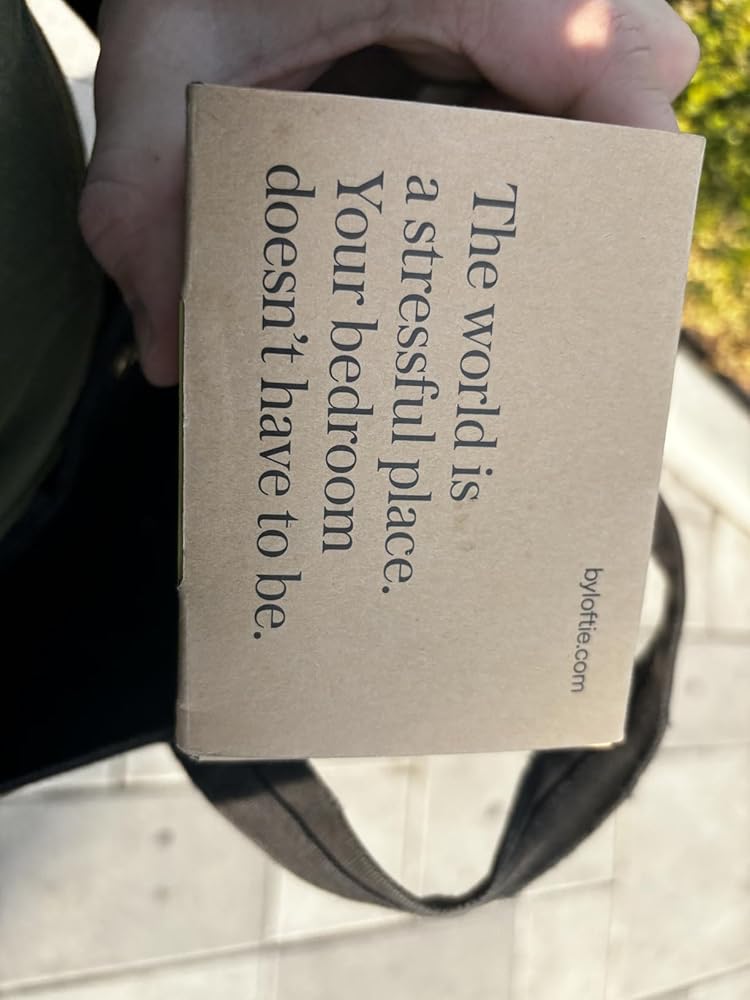 byloftie.com
The world is
a stressful place.
Your bedroom
doesn’t have to be.